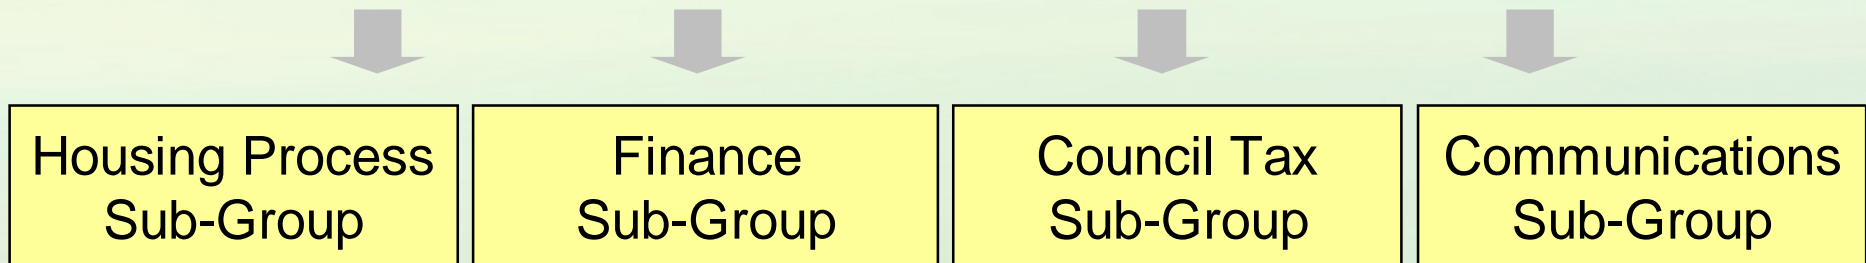 Housing Process
Sub-Group
Finance
Sub-Group
Council Tax
Sub-Group
Communications
Sub-Group